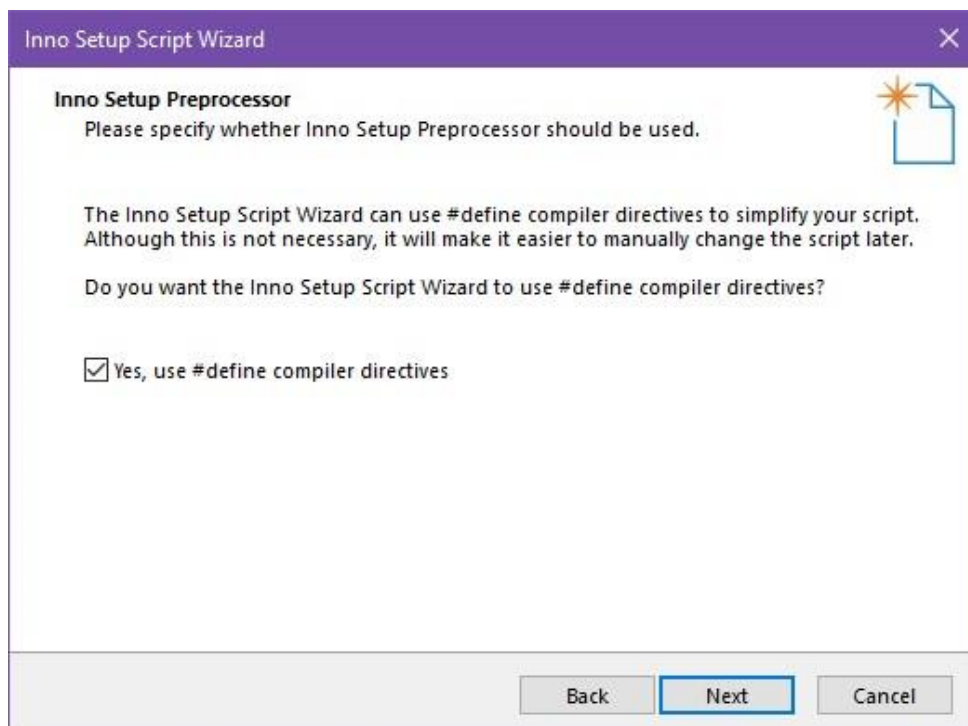 Inno Setup Script Wizard
Inno Setup Preprocessor
Please specify whether Inno Setup Preprocessor should be used.
The Inno Setup Script Wizard can use #define compiler directives to simplify your script.
Although this is not necessary, it will make it easier to manually change the script later.
Do you want the Inno Setup Script Wizard to use #define compiler directives?
Yes, use #define compiler directives
Back Next Cancel